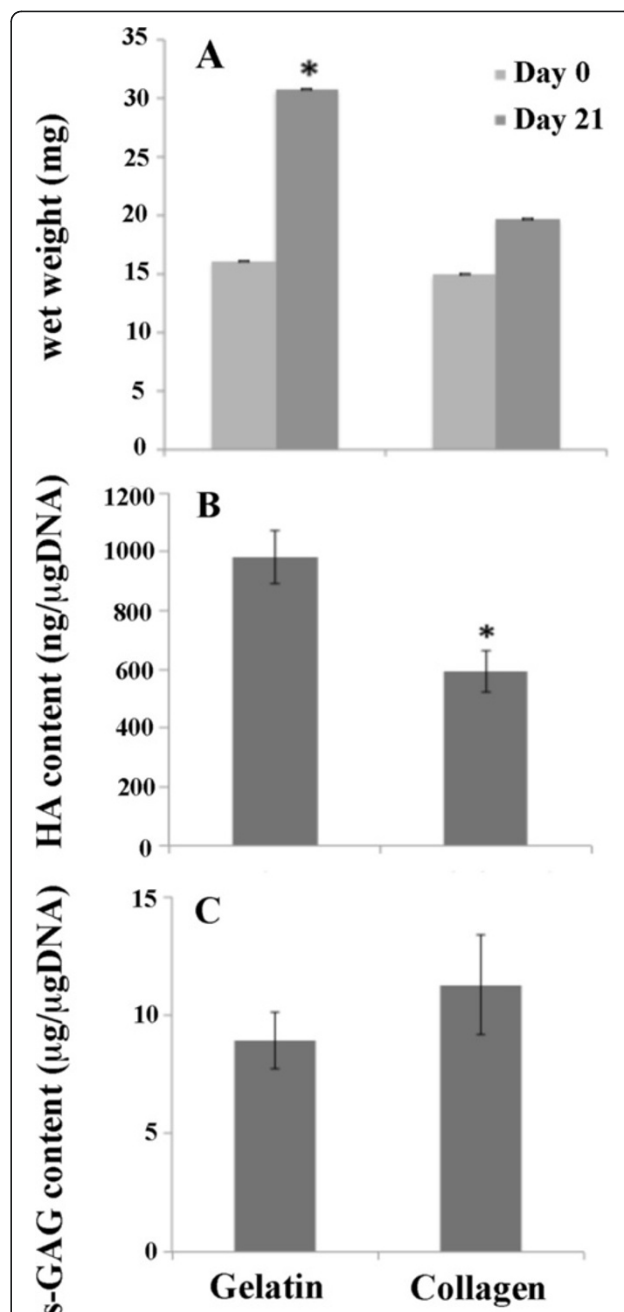 A
*
Day 0
Day 21
wet weight (mg)
35
30
25
20
15
10
5
0
B
*
HA content (ng/µgDNA)
1200
1000
800
600
400
200
0
C
s-GAG content (µg/µgDNA)
15
10
5
0
Gelatin
Collagen